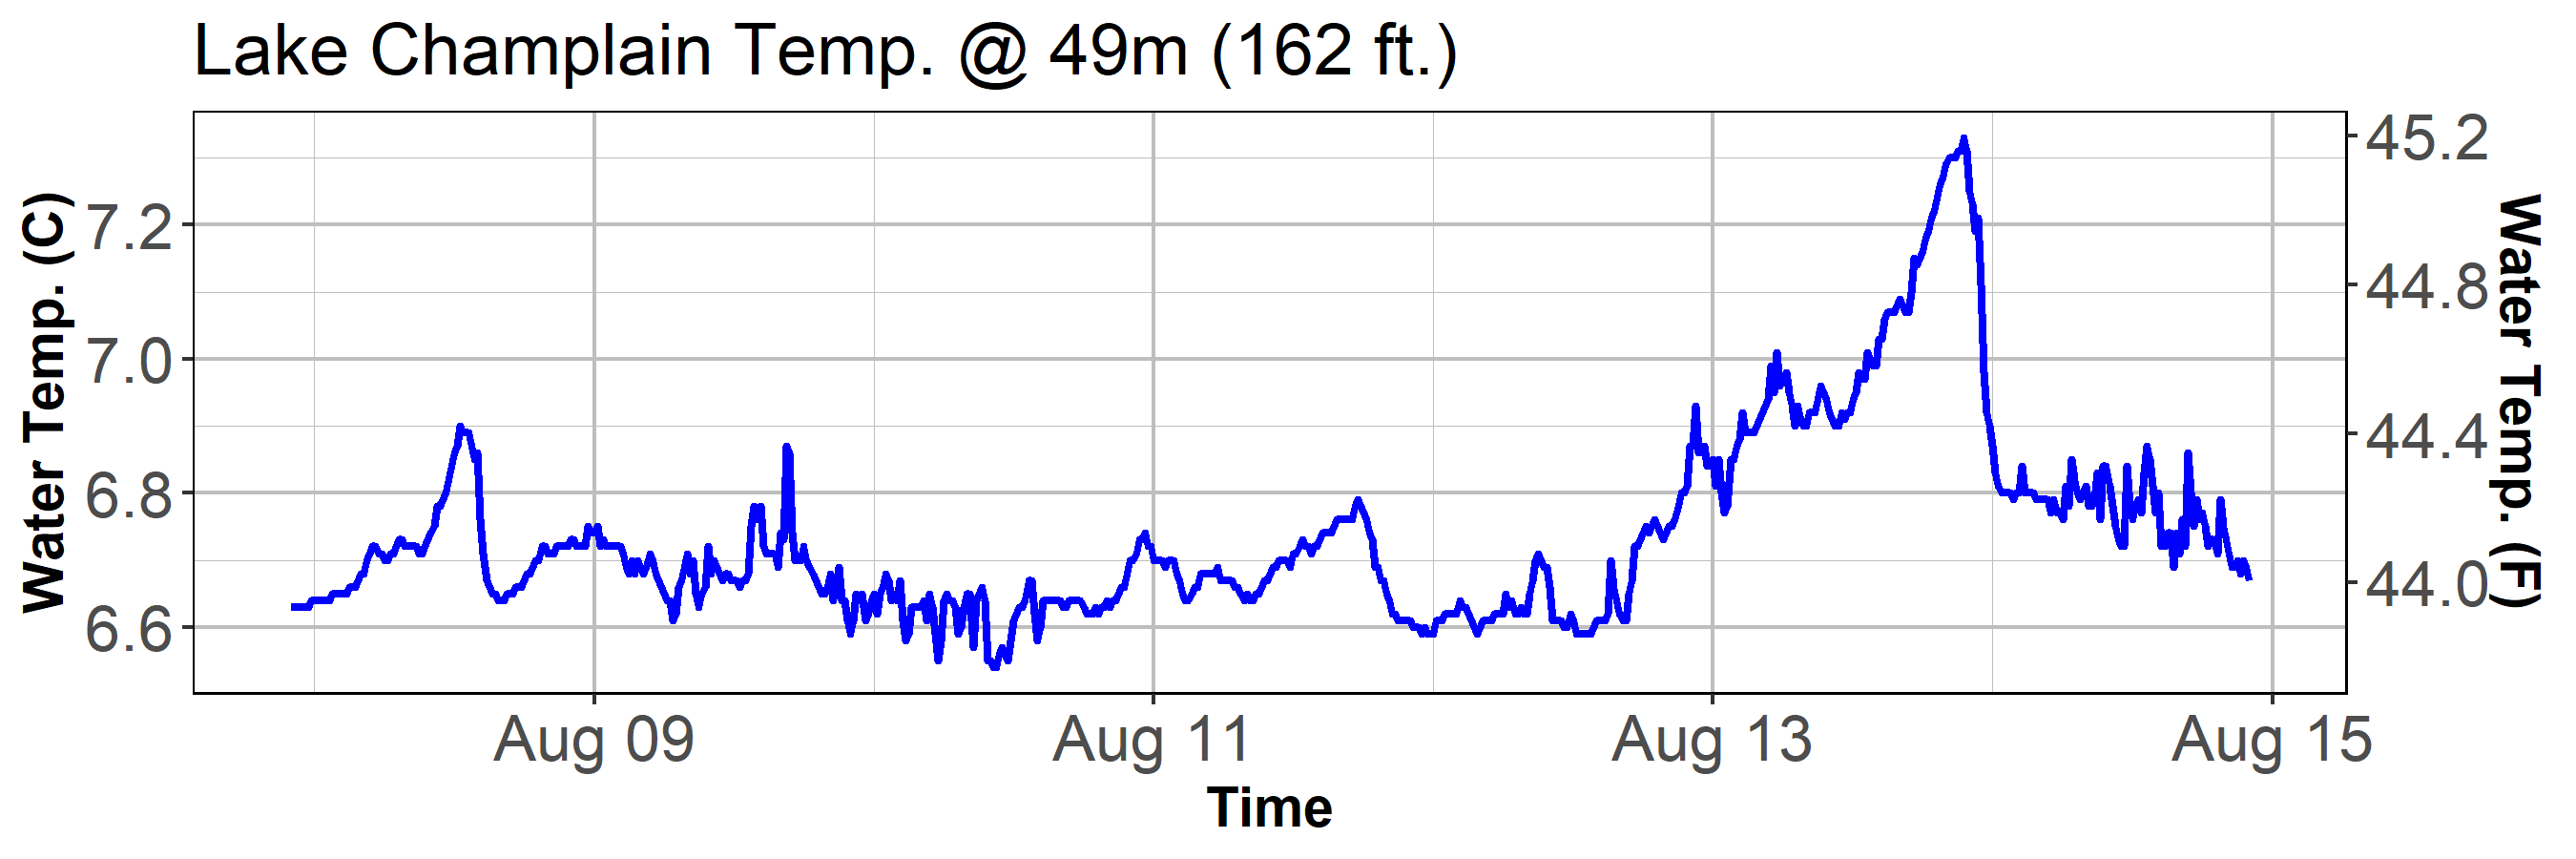 Lake Champlain Temp. @ 49m (162 ft.)
Water Temp. (C)
7.2
7.0
6.8
6.6
45.2
44.8
44.4
44.0
Water Temp. (F)
Aug 09 Aug 11 Aug 13 Aug 15
Time